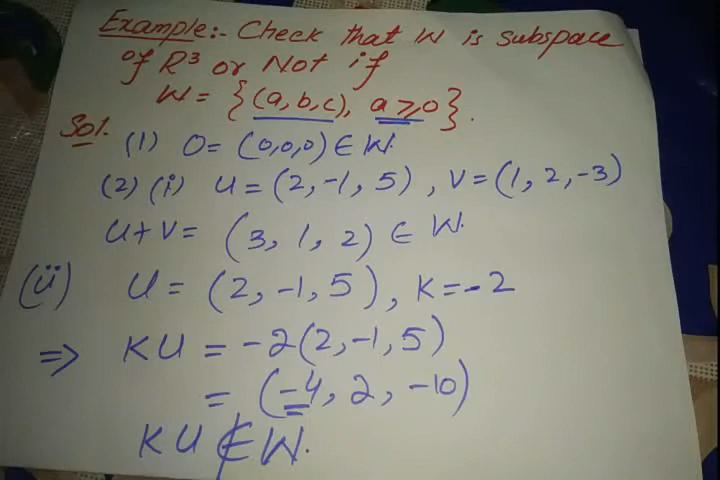 Example:- Check that W is subspace
of R³ or Not if
W = {(a,b,c), a ≥ 0}.
Sol.
(1) 0 = (0,0,0) ∈ W.
(2) (i) U = (2, -1, 5), V = (1, 2, -3)
U + V = (3, 1, 2) ∈ W.
(ii) U = (2, -1, 5), K = -2
⇒ KU = -2(2, -1, 5)
= (-4, 2, -10)
KU ∉ W.